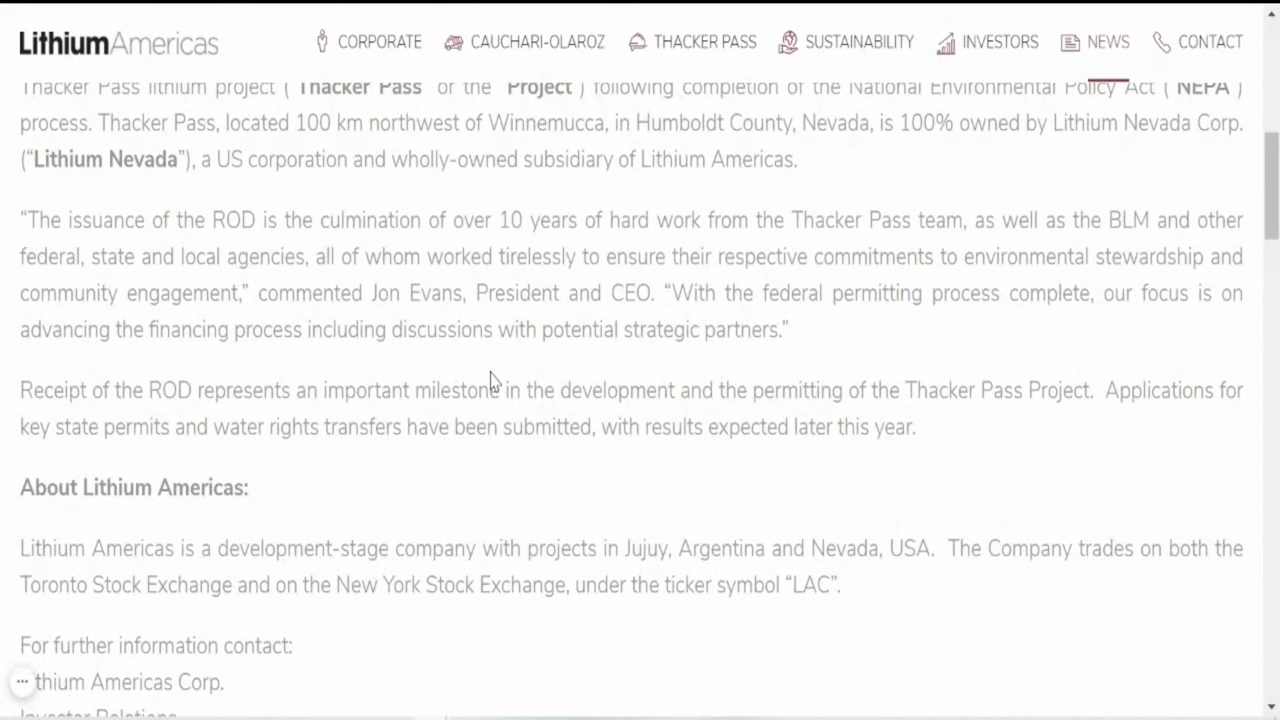 LithiumAmericas
CORPORATE
CAUCHARI-OLAROZ
THACKER PASS
SUSTAINABILITY
INVESTORS
NEWS
CONTACT
Thacker Pass lithium project ( Thacker Pass or the Project ) following completion of the National Environmental Policy Act ( NEPA )
process. Thacker Pass, located 100 km northwest of Winnemucca, in Humboldt County, Nevada, is 100% owned by Lithium Nevada Corp.
(“Lithium Nevada”), a US corporation and wholly-owned subsidiary of Lithium Americas.
“The issuance of the ROD is the culmination of over 10 years of hard work from the Thacker Pass team, as well as the BLM and other
federal, state and local agencies, all of whom worked tirelessly to ensure their respective commitments to environmental stewardship and
community engagement,” commented Jon Evans, President and CEO. “With the federal permitting process complete, our focus is on
advancing the financing process including discussions with potential strategic partners.”
Receipt of the ROD represents an important milestone in the development and the permitting of the Thacker Pass Project. Applications for
key state permits and water rights transfers have been submitted, with results expected later this year.
About Lithium Americas:
Lithium Americas is a development-stage company with projects in Jujuy, Argentina and Nevada, USA. The Company trades on both the
Toronto Stock Exchange and on the New York Stock Exchange, under the ticker symbol “LAC”.
For further information contact:
thium Americas Corp.
Investor Relations